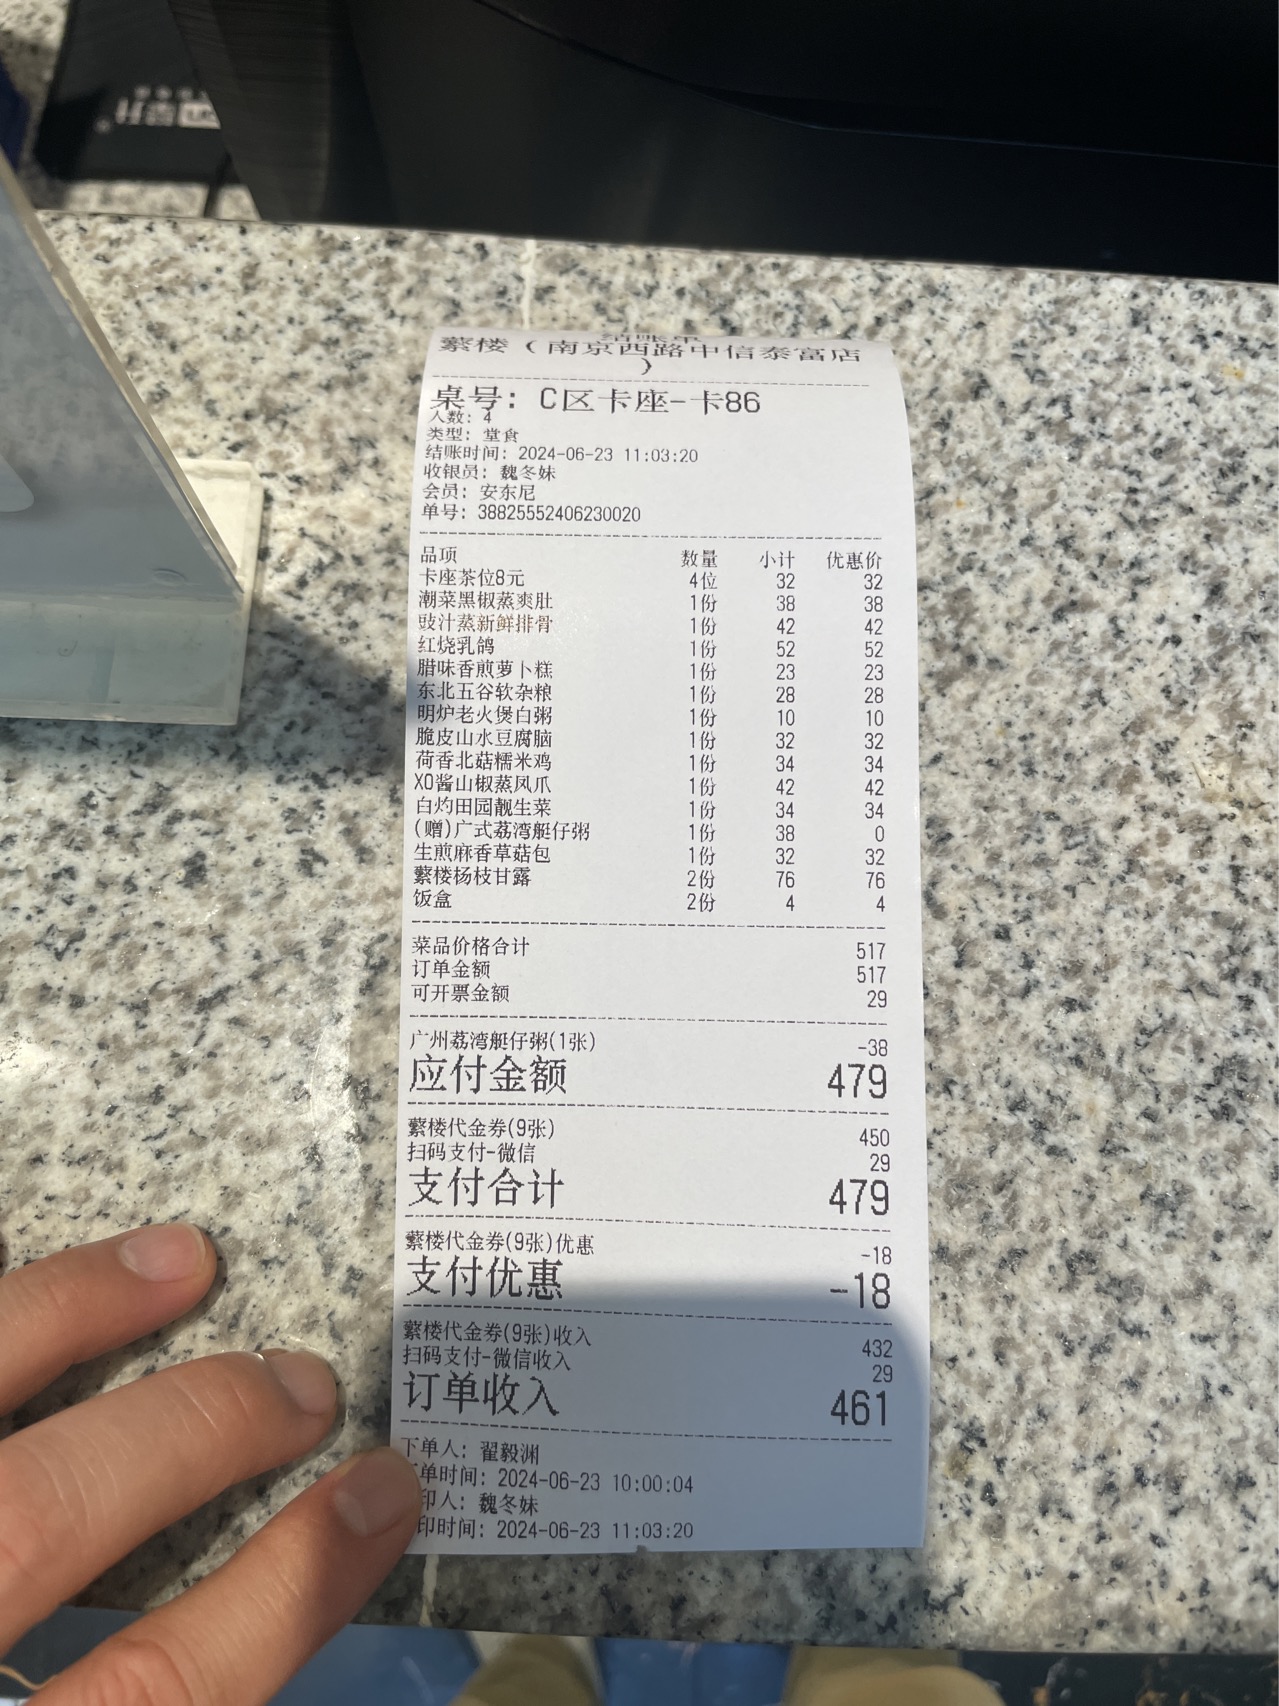 结账单
蘩楼（南京西路中信泰富店
）
桌号：C区卡座-卡86
人数：4
类型：堂食
结账时间：2024-06-23 11:03:20
收银员：魏冬妹
会员：安东尼
单号：38825552406230020
品项 数量 小计 优惠价
卡座茶位8元 4位 32 32
潮菜黑椒蒸爽肚 1份 38 38
豉汁蒸新鲜排骨 1份 42 42
红烧乳鸽 1份 52 52
腊味香煎萝卜糕 1份 23 23
东北五谷软杂粮 1份 28 28
明炉老火煲白粥 1份 10 10
脆皮山水豆腐脑 1份 32 32
荷香北菇糯米鸡 1份 34 34
XO酱山椒蒸凤爪 1份 42 42
白灼田园靓生菜 1份 34 34
(赠)广式荔湾艇仔粥 1份 38 0
生煎麻香草菇包 1份 32 32
蘩楼杨枝甘露 2份 76 76
饭盒 2份 4 4
菜品价格合计 517
订单金额 517
可开票金额 29
广州荔湾艇仔粥(1张) -38
应付金额 479
蘩楼代金券(9张) 450
扫码支付-微信 29
支付合计 479
蘩楼代金券(9张)优惠 -18
支付优惠 -18
蘩楼代金券(9张)收入 432
扫码支付-微信收入 29
订单收入 461
下单人：翟毅渊
单时间：2024-06-23 10:00:04
印人：魏冬妹
印时间：2024-06-23 11:03:20